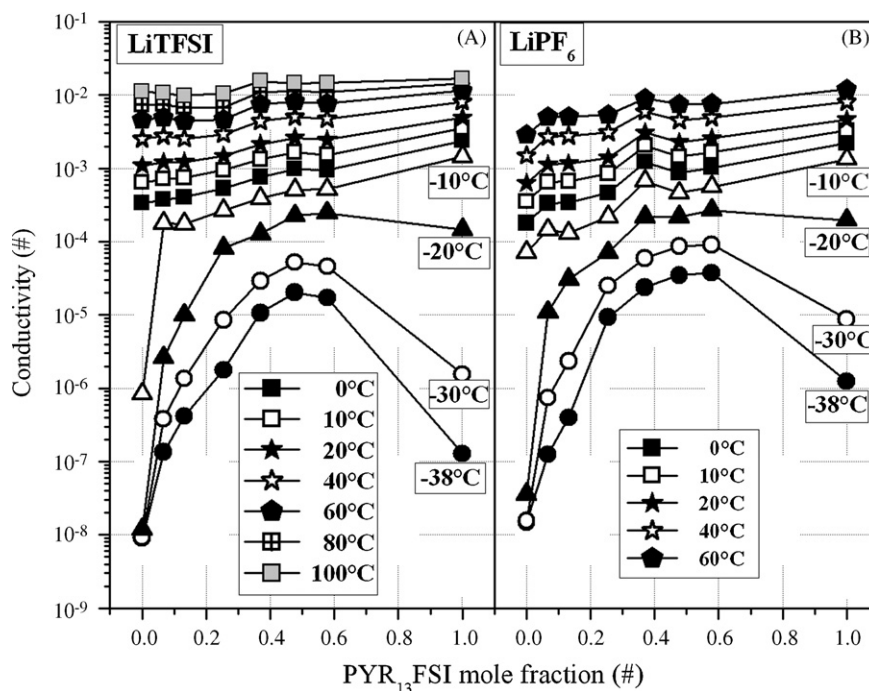 10⁻¹
10⁻²
10⁻³
10⁻⁴
10⁻⁵
10⁻⁶
10⁻⁷
10⁻⁸
10⁻⁹
Conductivity (#)
LiTFSI
(A)
-10°C
-20°C
-30°C
-38°C
0°C
10°C
20°C
40°C
60°C
80°C
100°C
0.0 0.2 0.4 0.6 0.8 1.0
LiPF₆
(B)
-10°C
-20°C
-30°C
-38°C
0°C
10°C
20°C
40°C
60°C
0.0 0.2 0.4 0.6 0.8 1.0
PYR₁₃FSI mole fraction (#)